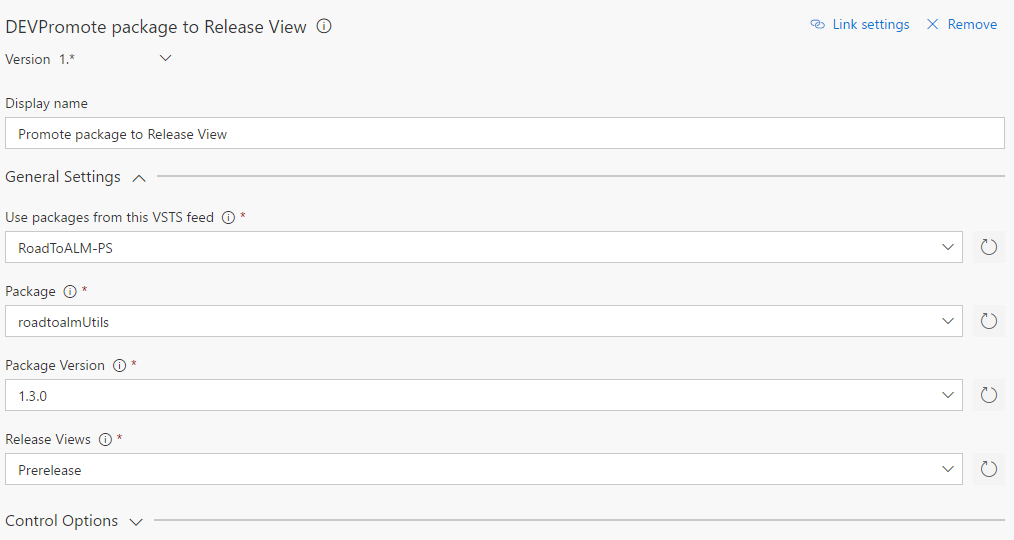 DEVPromote package to Release View
Link settings
Remove
Version 1.*
Display name
Promote package to Release View
General Settings
Use packages from this VSTS feed *
RoadToALM-PS
Package *
roadtoalmUtils
Package Version *
1.3.0
Release Views *
Prerelease
Control Options